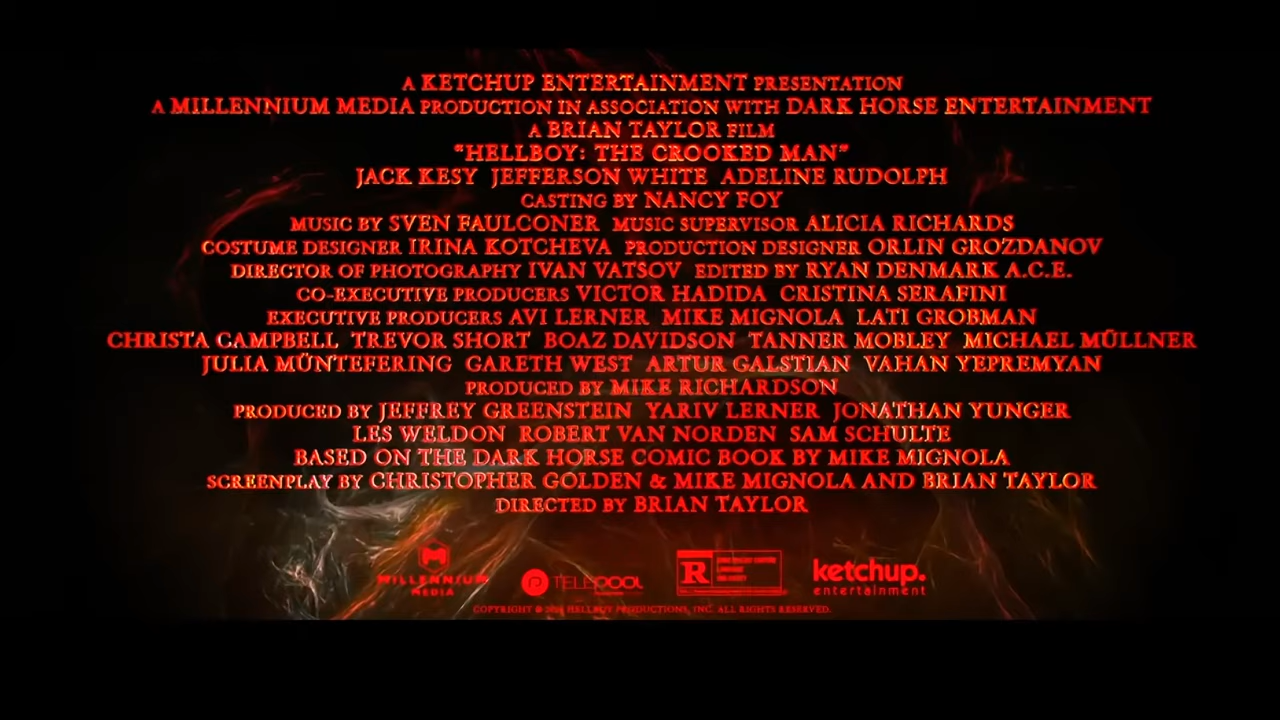 A KETCHUP ENTERTAINMENT PRESENTATION
A MILLENNIUM MEDIA PRODUCTION IN ASSOCIATION WITH DARK HORSE ENTERTAINMENT
A BRIAN TAYLOR FILM
"HELLBOY: THE CROOKED MAN"
JACK KESY JEFFERSON WHITE ADELINE RUDOLPH
CASTING BY NANCY FOY
MUSIC BY SVEN FAULCONER MUSIC SUPERVISOR ALICIA RICHARDS
COSTUME DESIGNER IRINA KOTCHEVA PRODUCTION DESIGNER ORLIN GROZDANOV
DIRECTOR OF PHOTOGRAPHY IVAN VATSOV EDITED BY RYAN DENMARK A.C.E.
CO-EXECUTIVE PRODUCERS VICTOR HADIDA CRISTINA SERAFINI
EXECUTIVE PRODUCERS AVI LERNER MIKE MIGNOLA LATI GROBMAN
CHRISTA CAMPBELL TREVOR SHORT BOAZ DAVIDSON TANNER MOBLEY MICHAEL MÜLLNER
JULIA MÜNTEFERING GARETH WEST ARTUR GALSTIAN VAHAN YEPREMYAN
PRODUCED BY MIKE RICHARDSON
PRODUCED BY JEFFREY GREENSTEIN YARIV LERNER JONATHAN YUNGER
LES WELDON ROBERT VAN NORDEN SAM SCHULTE
BASED ON THE DARK HORSE COMIC BOOK BY MIKE MIGNOLA
SCREENPLAY BY CHRISTOPHER GOLDEN & MIKE MIGNOLA AND BRIAN TAYLOR
DIRECTED BY BRIAN TAYLOR
MILLENNIUM MEDIA
TELEPOOL
R
ketchup.
entertainment
COPYRIGHT © HELLBOY PRODUCTIONS, INC. ALL RIGHTS RESERVED.